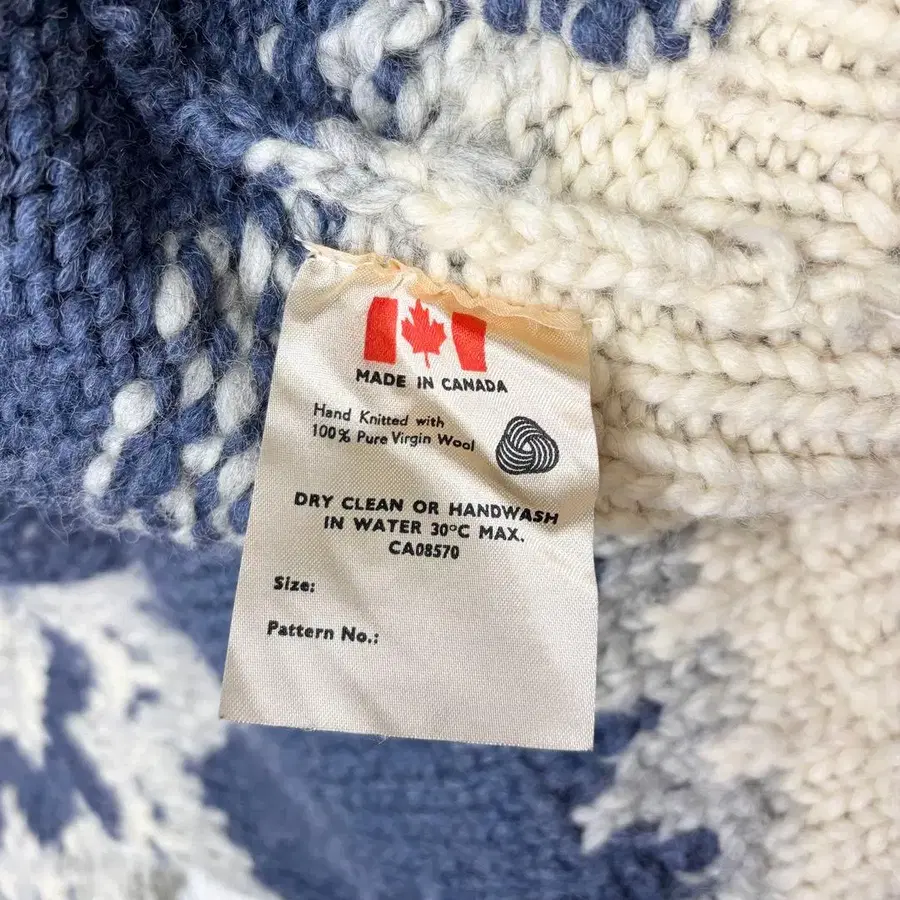 MADE IN CANADA
Hand Knitted with
100% Pure Virgin Wool
DRY CLEAN OR HANDWASH
IN WATER 30°C MAX.
CA08570
Size:
Pattern No.: